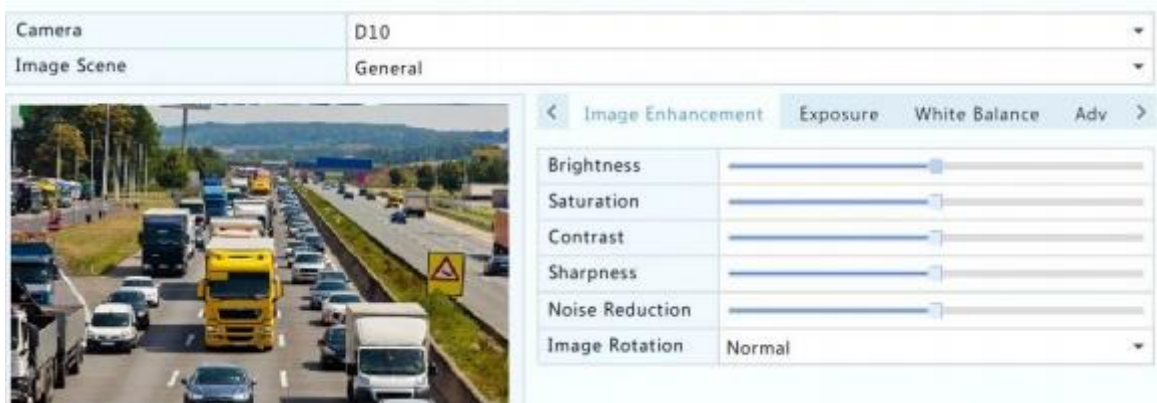 Camera D10
Image Scene General
< Image Enhancement Exposure White Balance Adv >
Brightness
Saturation
Contrast
Sharpness
Noise Reduction
Image Rotation Normal